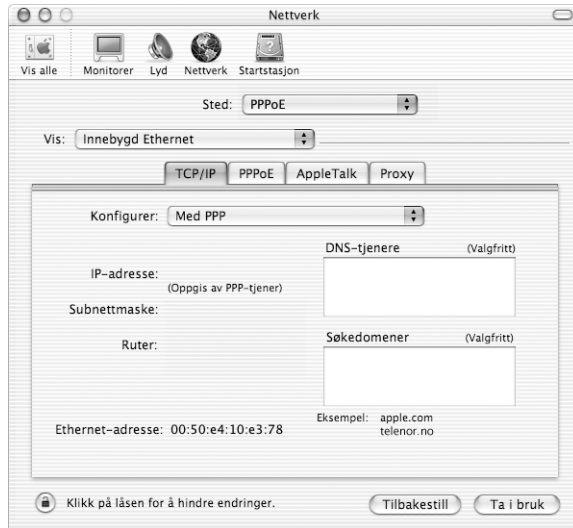 Nettverk
Vis alle
Monitorer
Lyd
Nettverk
Startstasjon
Sted: PPPoE
Vis: Innebygd Ethernet
TCP/IP
PPPoE
AppleTalk
Proxy
Konfigurer: Med PPP
DNS-tjenere (Valgfritt)
IP-adresse:
(Oppgis av PPP-tjener)
Subnettmaske:
Ruter:
Søkedomener (Valgfritt)
Eksempel: apple.com
telenor.no
Ethernet-adresse: 00:50:e4:10:e3:78
Klikk på låsen for å hindre endringer.
Tilbakestill
Ta i bruk